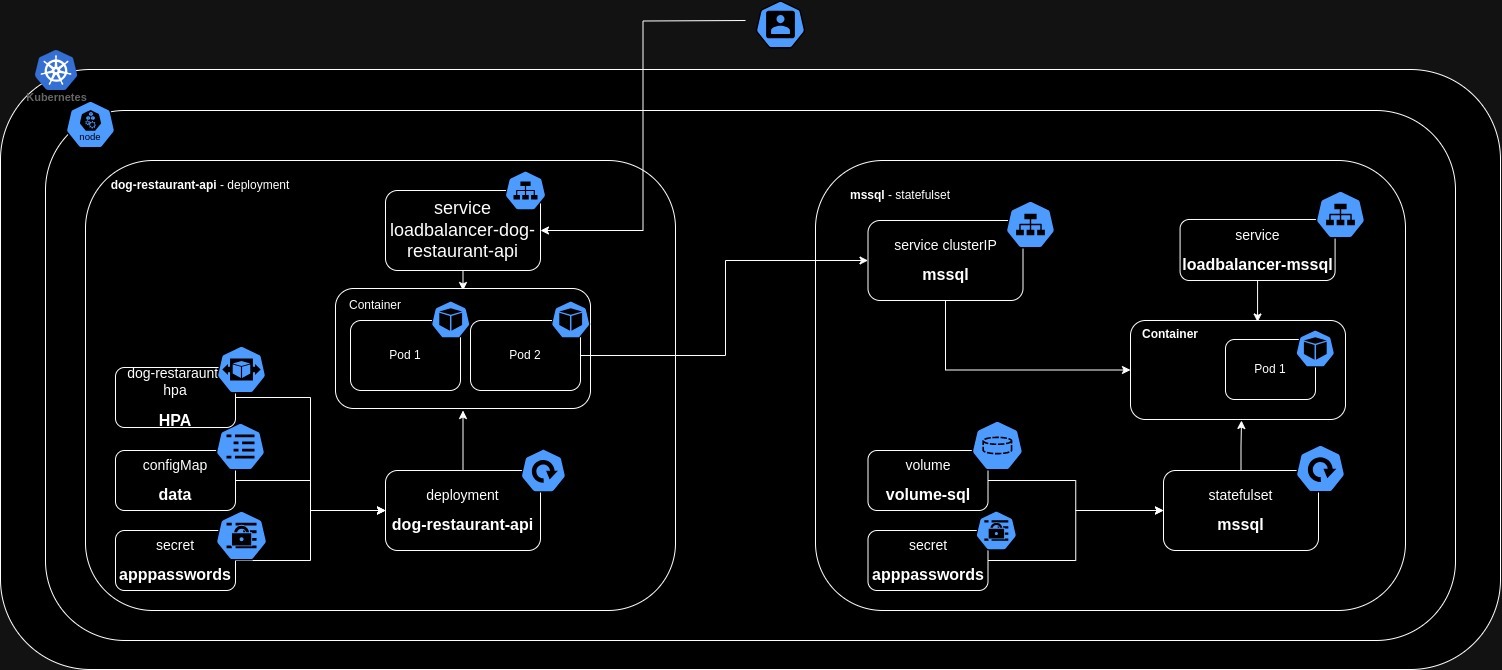 Kubernetes
node
dog-restaurant-api - deployment
service
loadbalancer-dog-
restaurant-api
Container
Pod 1
Pod 2
dog-restaraunt
hpa
HPA
configMap
data
secret
apppasswords
deployment
dog-restaurant-api
mssql - statefulset
service clusterIP
mssql
service
loadbalancer-mssql
Container
Pod 1
volume
volume-sql
secret
apppasswords
statefulset
mssql